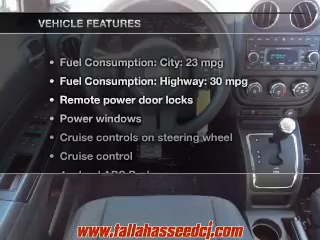 VEHICLE FEATURES
• Fuel Consumption: City: 23 mpg
• Fuel Consumption: Highway: 30 mpg
• Remote power door locks
• Power windows
• Cruise controls on steering wheel
• Cruise control
www.tallahasseedcj.com